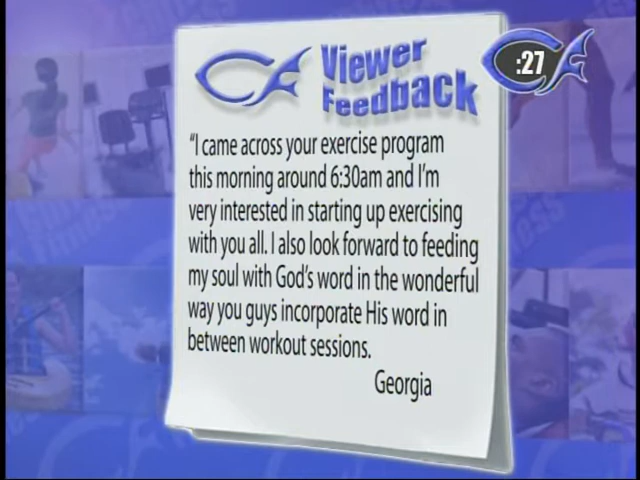 Viewer
Feedback
:27
"I came across your exercise program
this morning around 6:30am and I'm
very interested in starting up exercising
with you all. I also look forward to feeding
my soul with God's word in the wonderful
way you guys incorporate His word in
between workout sessions.
Georgia